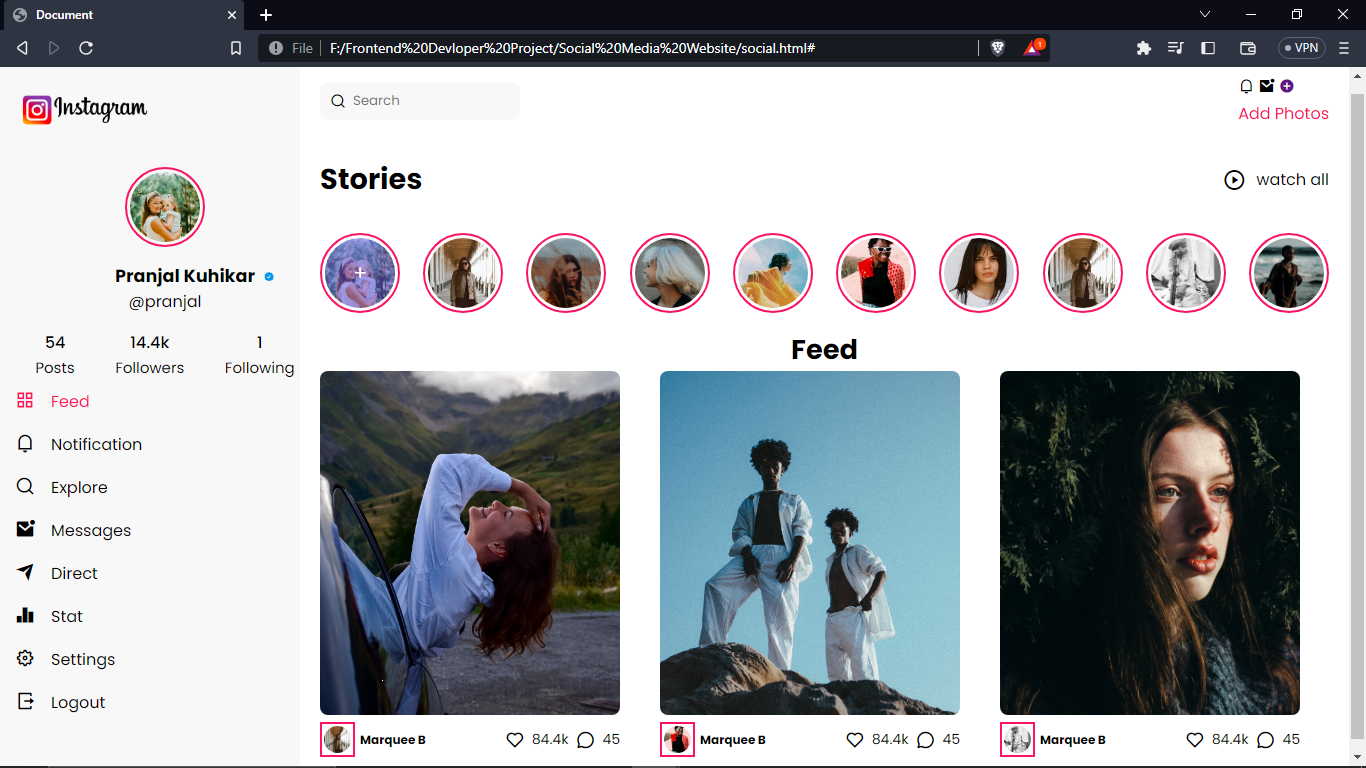 Document
File
F:/Frontend%20Devloper%20Project/Social%20Media%20Website/social.html#
1
VPN
Instagram
Pranjal Kuhikar
@pranjal
54
14.4k
1
Posts
Followers
Following
Feed
Notification
Explore
Messages
Direct
Stat
Settings
Logout
Search
Add Photos
Stories
watch all
Feed
Marquee B 84.4k 45
Marquee B 84.4k 45
Marquee B 84.4k 45